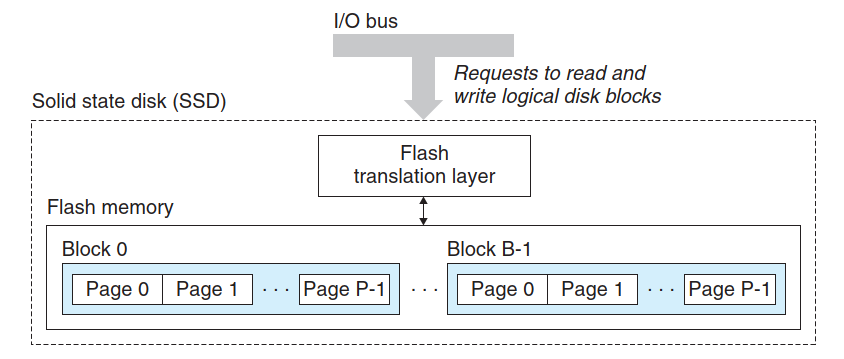 I/O bus
Requests to read and
write logical disk blocks
Solid state disk (SSD)
Flash
translation layer
Flash memory
Block 0
Block B-1
Page 0 Page 1 · · · Page P-1 · · · Page 0 Page 1 · · · Page P-1